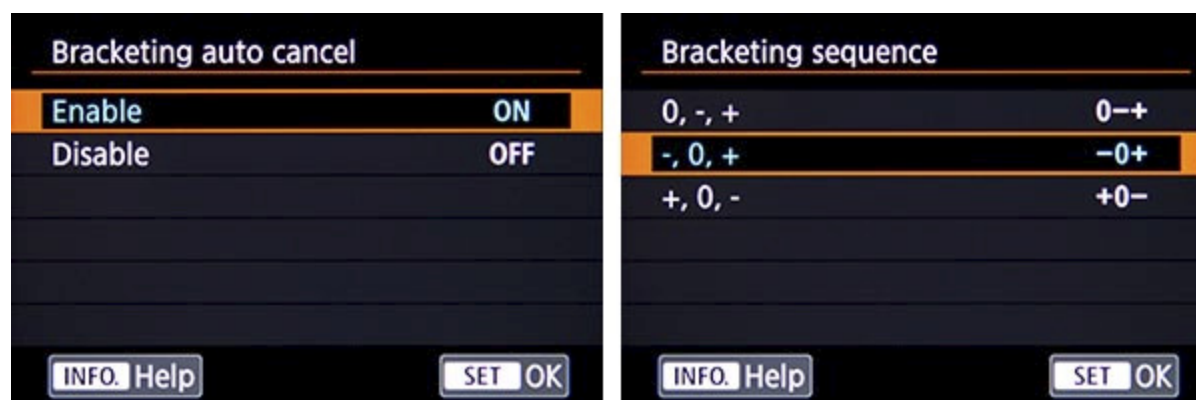 Bracketing auto cancel
Enable ON
Disable OFF
INFO. Help SET OK
Bracketing sequence
0, -, + 0−+
-, 0, + −0+
+, 0, - +0−
INFO. Help SET OK